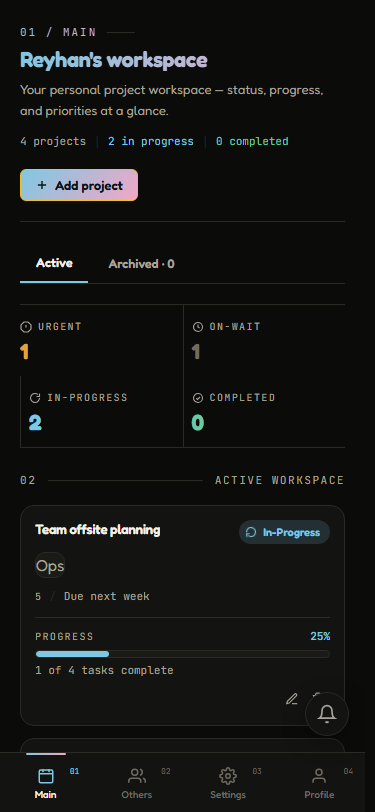 01 / MAIN
Reyhan's workspace
Your personal project workspace — status, progress,
and priorities at a glance.
4 projects | 2 in progress | 0 completed
+ Add project
Active Archived · 0
URGENT ON-WAIT
1 1
IN-PROGRESS COMPLETED
2 0
02 ACTIVE WORKSPACE
Team offsite planning In-Progress
Ops
5 / Due next week
PROGRESS 25%
1 of 4 tasks complete
01 02 03 04
Main Others Settings Profile